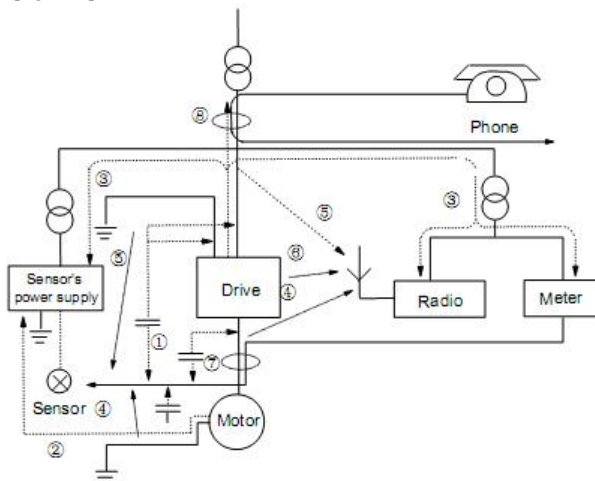 ⑧
Phone
③
③
⑤
⑤
⑥
Sensor's
power supply
Drive
④
Radio
Meter
①
⑦
Sensor
④
Motor
②